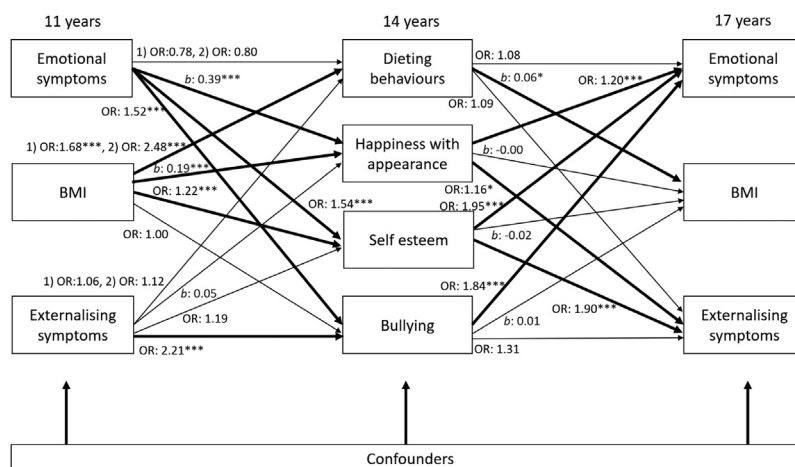 11 years
14 years
17 years
Emotional
symptoms
1) OR:0.78, 2) OR: 0.80
Dieting
behaviours
OR: 1.08
Emotional
symptoms
b: 0.39***
b: 0.06*
OR: 1.20***
OR: 1.52***
OR: 1.09
1) OR:1.68***, 2) OR: 2.48***
Happiness with
appearance
b: -0.00
b: 0.19***
BMI
OR: 1.22***
OR:1.16*
BMI
OR: 1.54***
OR: 1.95***
OR: 1.00
Self esteem
b: -0.02
1) OR:1.06, 2) OR: 1.12
OR: 1.84***
b: 0.05
OR: 1.90***
Externalising
symptoms
OR: 1.19
Bullying
b: 0.01
Externalising
symptoms
OR: 2.21***
OR: 1.31
Confounders